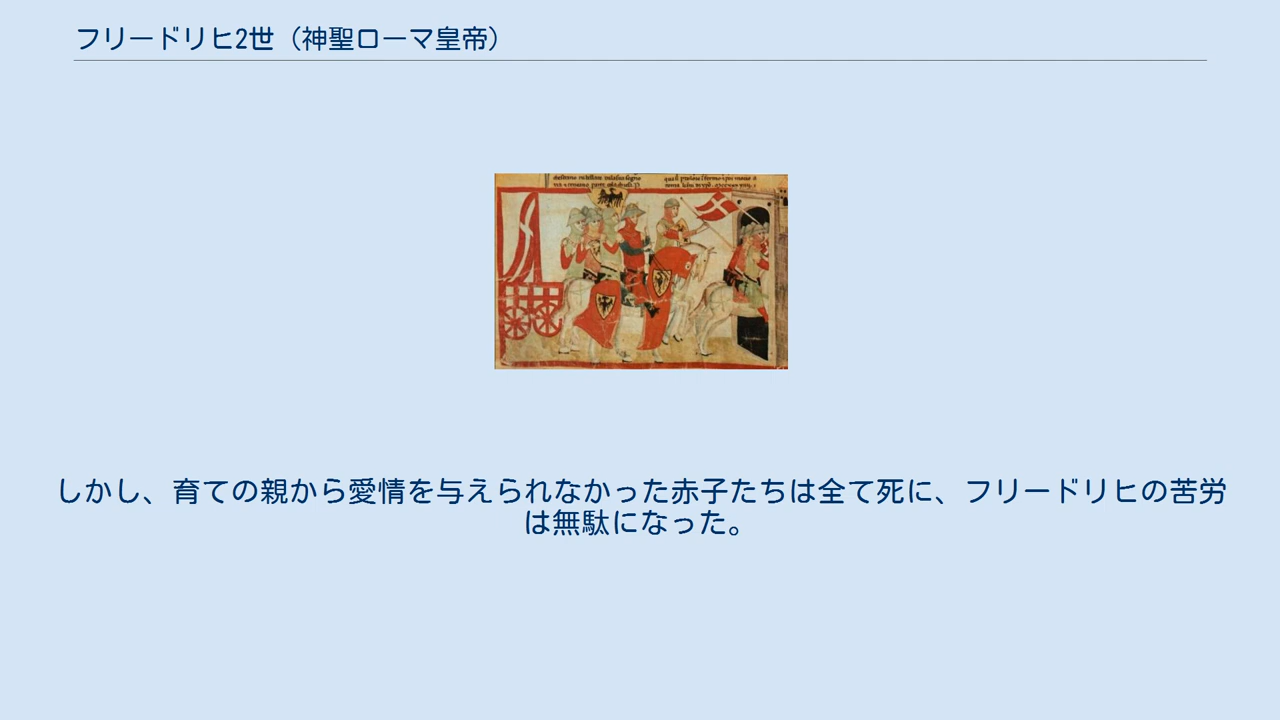 フリードリヒ2世（神聖ローマ皇帝）
しかし、育ての親から愛情を与えられなかった赤子たちは全て死に、フリードリヒの苦労
は無駄になった。